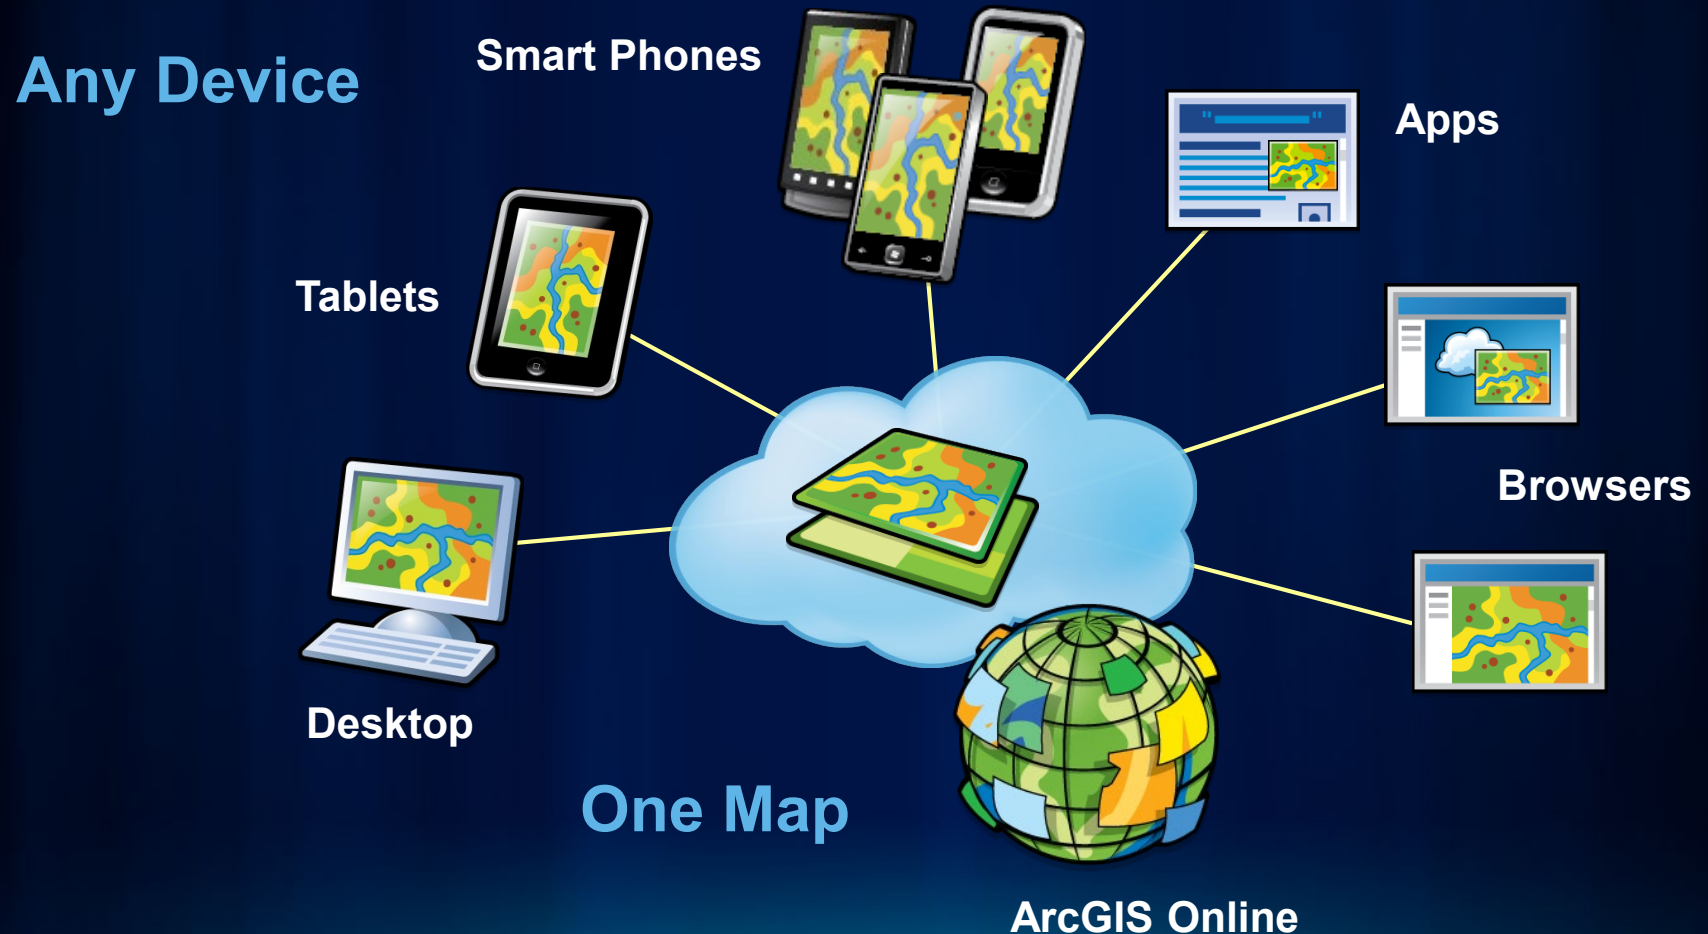 Any Device
Smart Phones
Apps
Tablets
Browsers
Desktop
One Map
ArcGIS Online